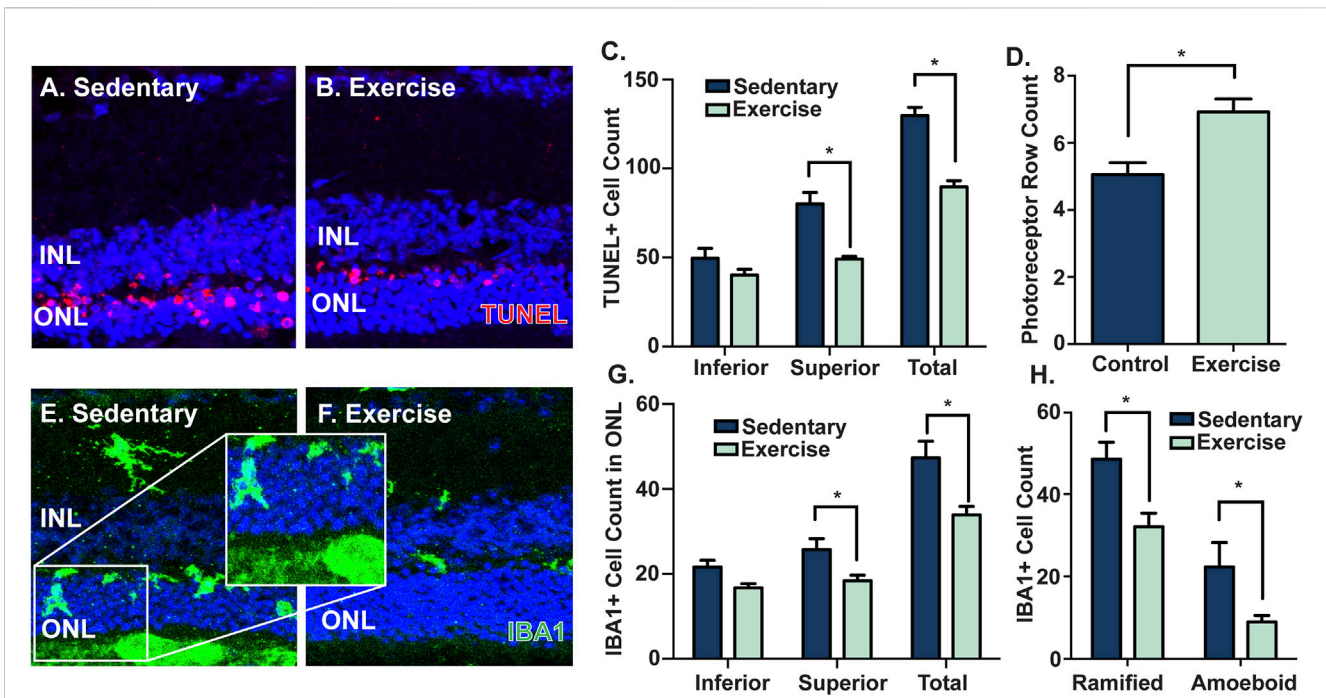 A. Sedentary
INL
ONL
B. Exercise
INL
ONL
TUNEL
C.
TUNEL+ Cell Count
150
100
50
0
Sedentary
Exercise
*
*
Inferior Superior Total
D.
Photoreceptor Row Count
8
6
4
2
0
*
Control Exercise
E. Sedentary
INL
ONL
F. Exercise
ONL
IBA1
G.
IBA1+ Cell Count in ONL
60
40
20
0
Sedentary
Exercise
*
*
Inferior Superior Total
H.
IBA1+ Cell Count
60
40
20
0
Sedentary
Exercise
*
*
Ramified Amoeboid